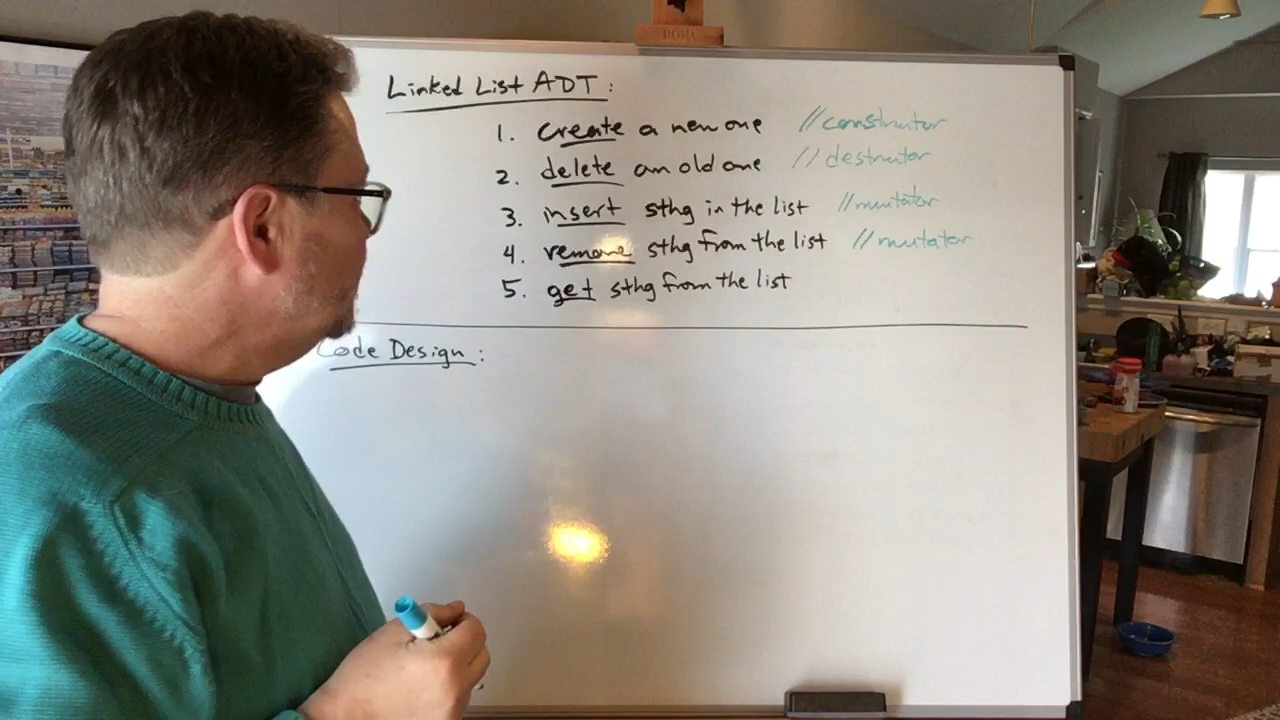 Linked List ADT:
1. create a new one //constructor
2. delete an old one //destructor
3. insert sthg in the list //mutator
4. remove sthg from the list //mutator
5. get sthg from the list
Code Design: